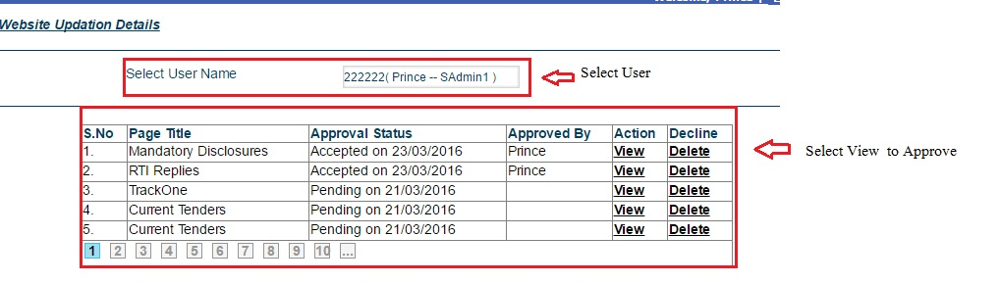 Website Updation Details
Select User Name 222222( Prince -- SAdmin1 ) Select User
S.No Page Title Approval Status Approved By Action Decline
1. Mandatory Disclosures Accepted on 23/03/2016 Prince View Delete
2. RTI Replies Accepted on 23/03/2016 Prince View Delete
3. TrackOne Pending on 21/03/2016 View Delete
4. Current Tenders Pending on 21/03/2016 View Delete
5. Current Tenders Pending on 21/03/2016 View Delete
Select View to Approve
1 2 3 4 5 6 7 8 9 10 ...